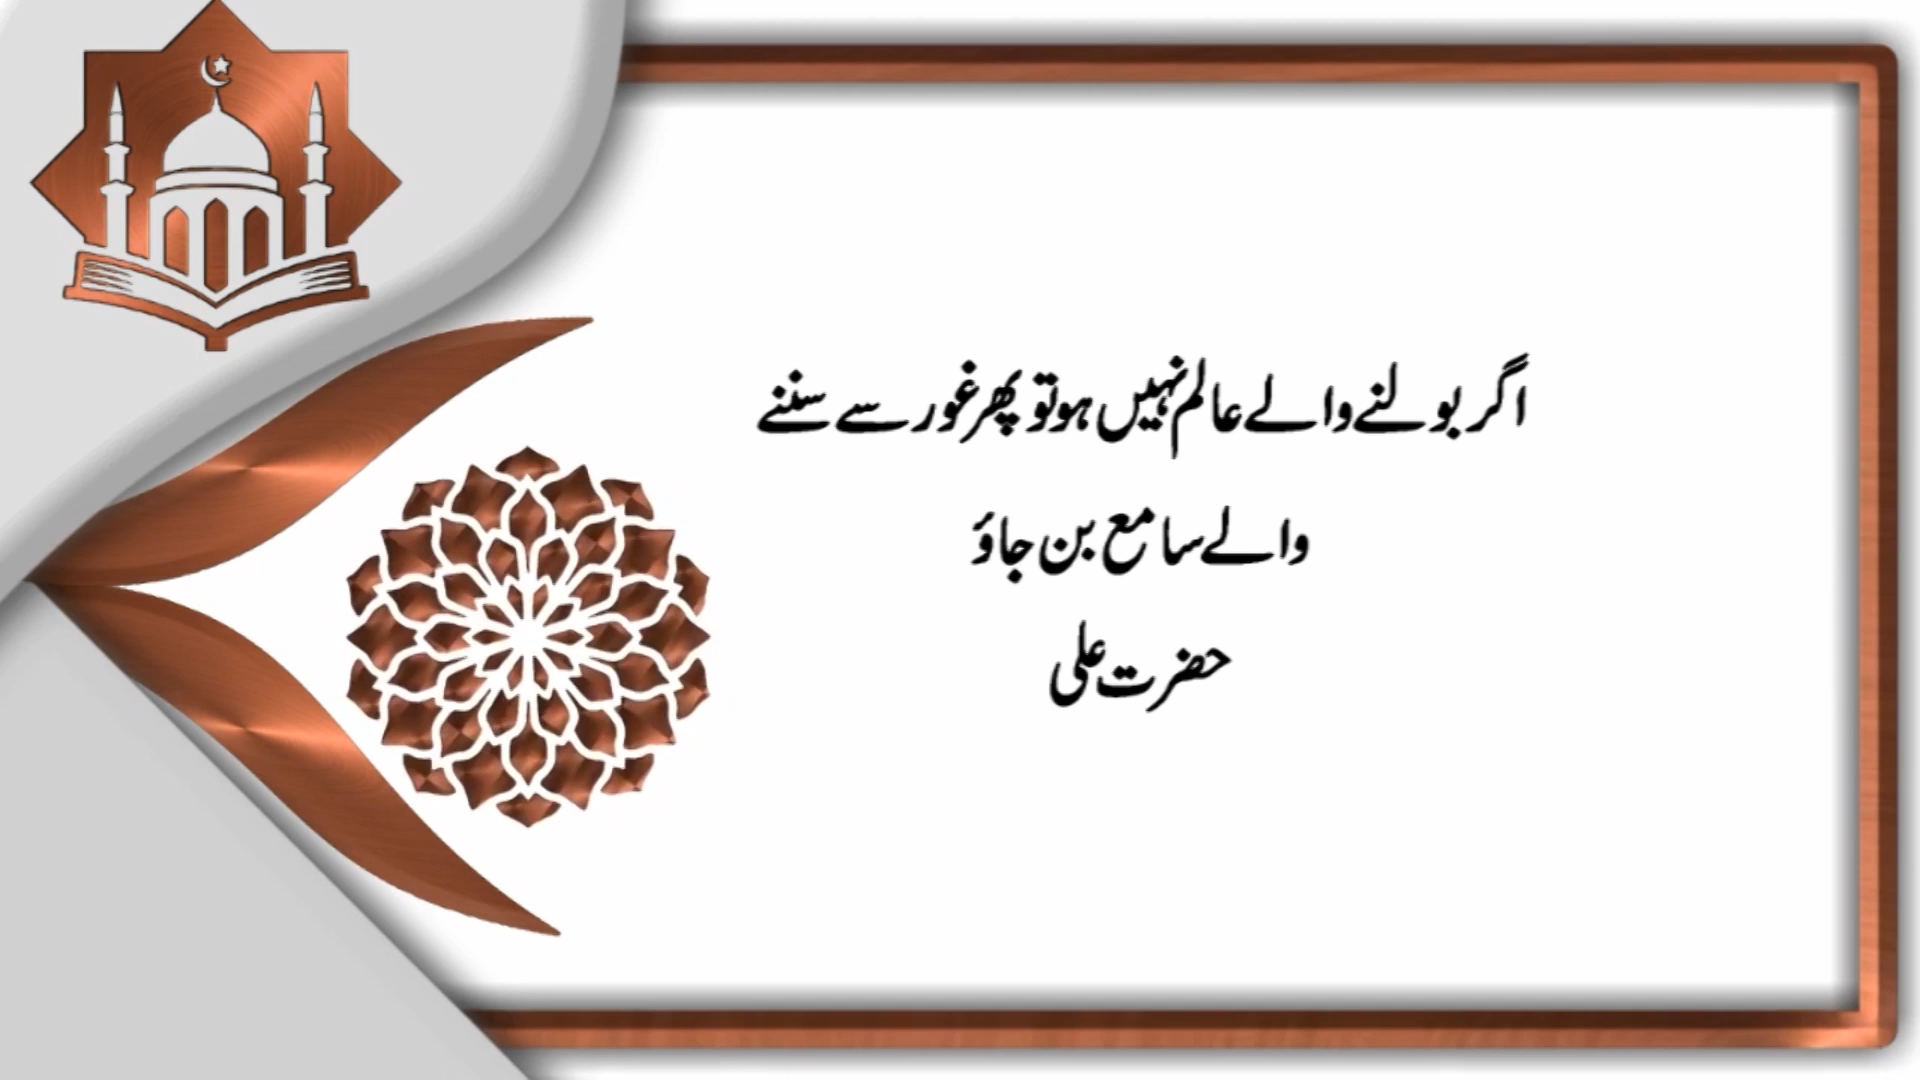 اگر بولنے والے عالم نہیں ہو تو پھر غور سے سننے
والے سامع بن جاؤ
حضرت علی